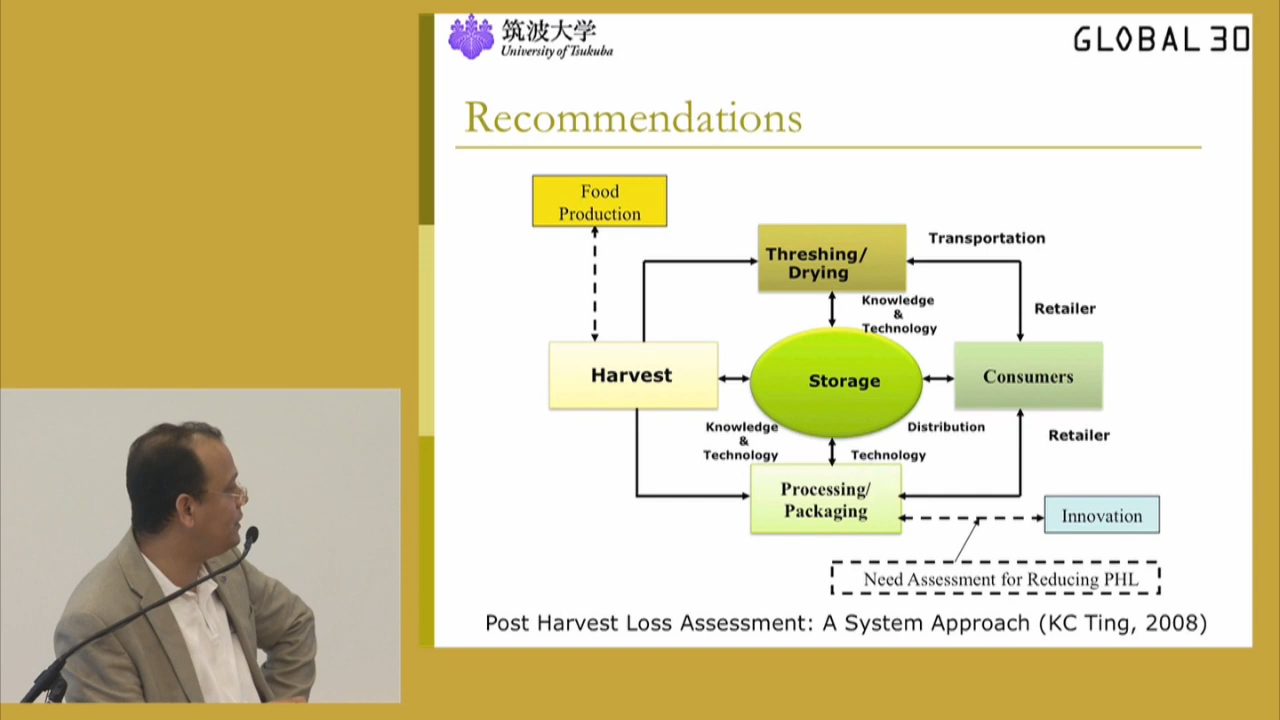 筑波大学
University of Tsukuba
GLOBAL 30
Recommendations
Food
Production
Threshing/
Drying
Transportation
Knowledge
&
Technology
Retailer
Harvest
Storage
Consumers
Knowledge
&
Technology
Distribution
Retailer
Technology
Processing/
Packaging
Innovation
Need Assessment for Reducing PHL
Post Harvest Loss Assessment: A System Approach (KC Ting, 2008)